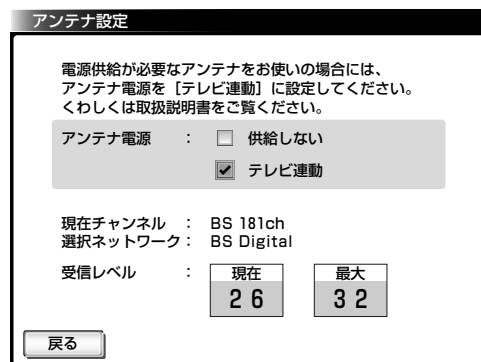 アンテナ設定
電源供給が必要なアンテナをお使いの場合には、
アンテナ電源を［テレビ連動］に設定してください。
くわしくは取扱説明書をご覧ください。
アンテナ電源 ： 供給しない
テレビ連動
現在チャンネル ： BS 181ch
選択ネットワーク： BS Digital
受信レベル ： 現在 最大
26 32
戻る